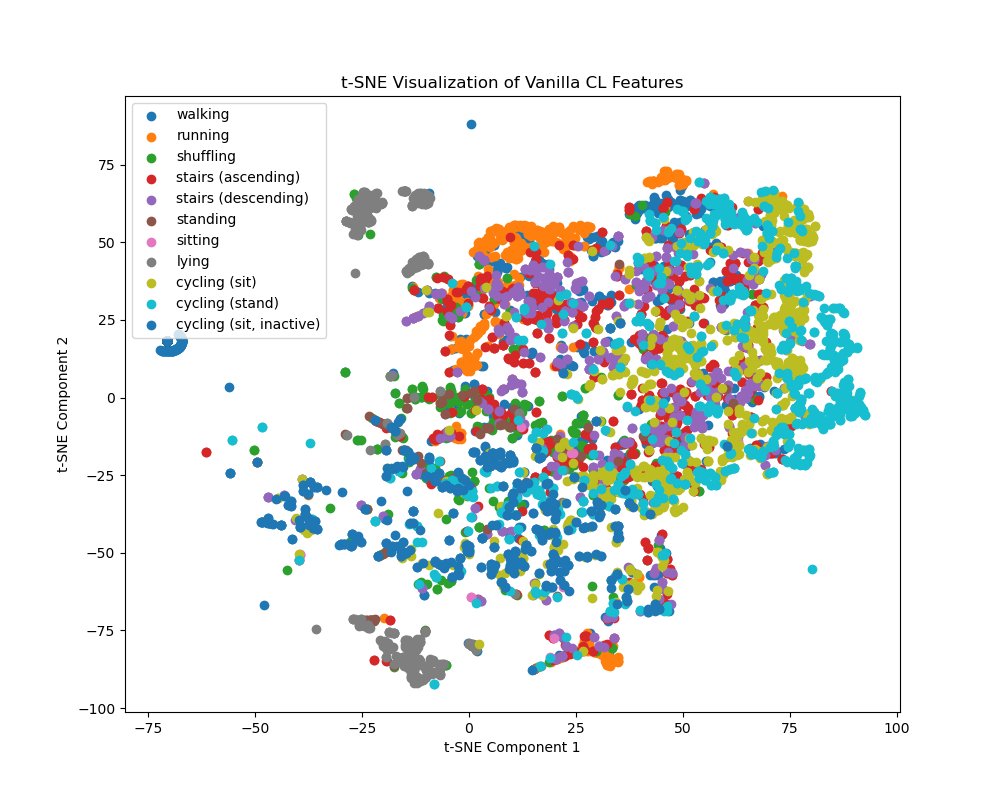 t-SNE Visualization of Vanilla CL Features
walking
running
shuffling
stairs (ascending)
stairs (descending)
standing
sitting
lying
cycling (sit)
cycling (stand)
cycling (sit, inactive)
75
50
25
0
−25
−50
−75
−100
t-SNE Component 2
−75
−50
−25
0
25
50
75
100
t-SNE Component 1